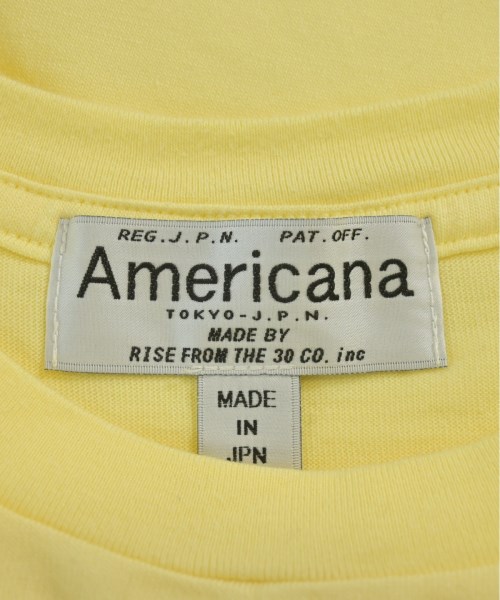 REG.J.P.N. PAT.OFF.
Americana
TOKYO-J.P.N.
MADE BY
RISE FROM THE 30 CO. inc
MADE
IN
JPN